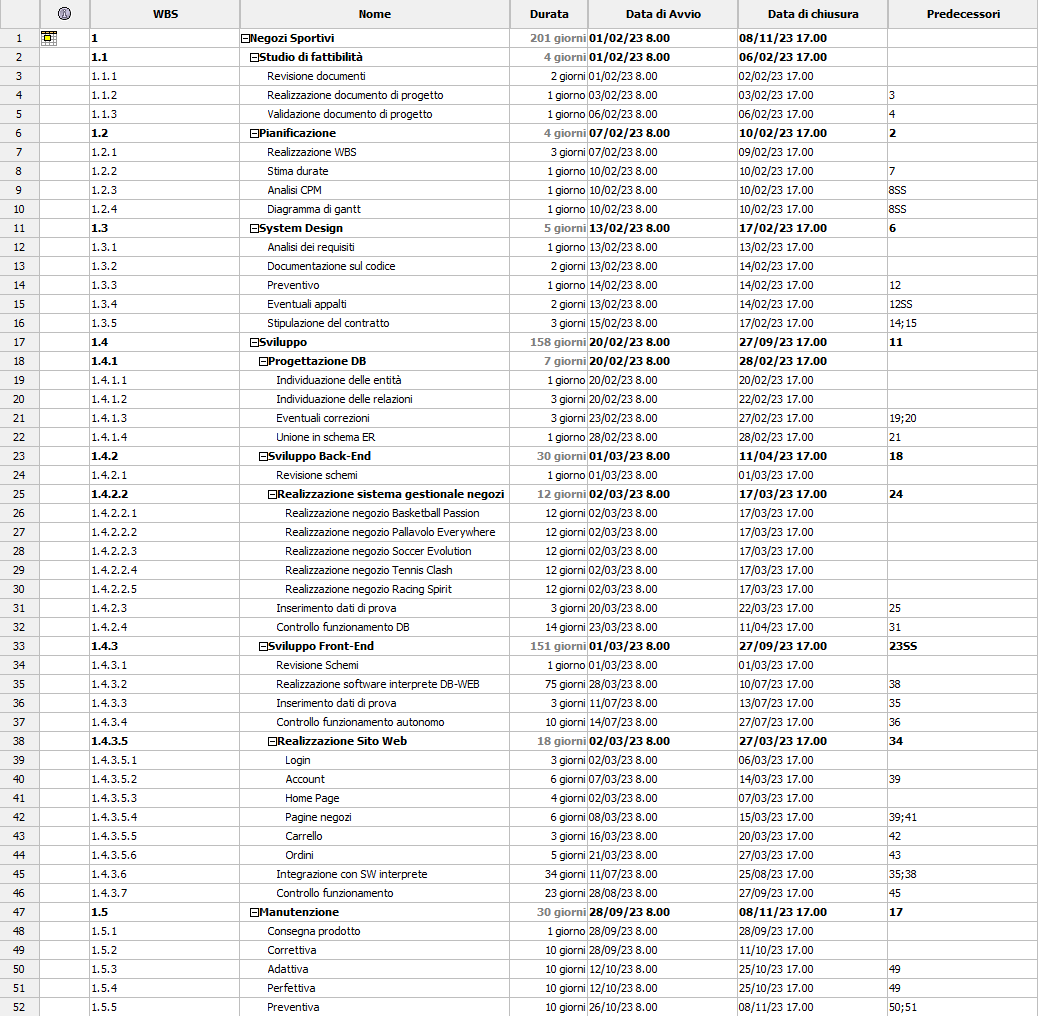 WBS Nome Durata Data di Avvio Data di chiusura Predecessori
1 1 Negozi Sportivi 201 giorni 01/02/23 8.00 08/11/23 17.00
2 1.1 Studio di fattibilità 4 giorni 01/02/23 8.00 06/02/23 17.00
3 1.1.1 Revisione documenti 2 giorni 01/02/23 8.00 02/02/23 17.00
4 1.1.2 Realizzazione documento di progetto 1 giorno 03/02/23 8.00 03/02/23 17.00 3
5 1.1.3 Validazione documento di progetto 1 giorno 06/02/23 8.00 06/02/23 17.00 4
6 1.2 Pianificazione 4 giorni 07/02/23 8.00 10/02/23 17.00 2
7 1.2.1 Realizzazione WBS 3 giorni 07/02/23 8.00 09/02/23 17.00
8 1.2.2 Stima durate 1 giorno 10/02/23 8.00 10/02/23 17.00 7
9 1.2.3 Analisi CPM 1 giorno 10/02/23 8.00 10/02/23 17.00 8SS
10 1.2.4 Diagramma di gantt 1 giorno 10/02/23 8.00 10/02/23 17.00 8SS
11 1.3 System Design 5 giorni 13/02/23 8.00 17/02/23 17.00 6
12 1.3.1 Analisi dei requisiti 1 giorno 13/02/23 8.00 13/02/23 17.00
13 1.3.2 Documentazione sul codice 2 giorni 13/02/23 8.00 14/02/23 17.00
14 1.3.3 Preventivo 1 giorno 14/02/23 8.00 14/02/23 17.00 12
15 1.3.4 Eventuali appalti 2 giorni 13/02/23 8.00 14/02/23 17.00 12SS
16 1.3.5 Stipulazione del contratto 3 giorni 15/02/23 8.00 17/02/23 17.00 14;15
17 1.4 Sviluppo 158 giorni 20/02/23 8.00 27/09/23 17.00 11
18 1.4.1 Progettazione DB 7 giorni 20/02/23 8.00 28/02/23 17.00
19 1.4.1.1 Individuazione delle entità 1 giorno 20/02/23 8.00 20/02/23 17.00
20 1.4.1.2 Individuazione delle relazioni 3 giorni 20/02/23 8.00 22/02/23 17.00
21 1.4.1.3 Eventuali correzioni 3 giorni 23/02/23 8.00 27/02/23 17.00 19;20
22 1.4.1.4 Unione in schema ER 1 giorno 28/02/23 8.00 28/02/23 17.00 21
23 1.4.2 Sviluppo Back-End 30 giorni 01/03/23 8.00 11/04/23 17.00 18
24 1.4.2.1 Revisione schemi 1 giorno 01/03/23 8.00 01/03/23 17.00
25 1.4.2.2 Realizzazione sistema gestionale negozi 12 giorni 02/03/23 8.00 17/03/23 17.00 24
26 1.4.2.2.1 Realizzazione negozio Basketball Passion 12 giorni 02/03/23 8.00 17/03/23 17.00
27 1.4.2.2.2 Realizzazione negozio Pallavolo Everywhere 12 giorni 02/03/23 8.00 17/03/23 17.00
28 1.4.2.2.3 Realizzazione negozio Soccer Evolution 12 giorni 02/03/23 8.00 17/03/23 17.00
29 1.4.2.2.4 Realizzazione negozio Tennis Clash 12 giorni 02/03/23 8.00 17/03/23 17.00
30 1.4.2.2.5 Realizzazione negozio Racing Spirit 12 giorni 02/03/23 8.00 17/03/23 17.00
31 1.4.2.3 Inserimento dati di prova 3 giorni 20/03/23 8.00 22/03/23 17.00 25
32 1.4.2.4 Controllo funzionamento DB 14 giorni 23/03/23 8.00 11/04/23 17.00 31
33 1.4.3 Sviluppo Front-End 151 giorni 01/03/23 8.00 27/09/23 17.00 23SS
34 1.4.3.1 Revisione Schemi 1 giorno 01/03/23 8.00 01/03/23 17.00
35 1.4.3.2 Realizzazione software interprete DB-WEB 75 giorni 28/03/23 8.00 10/07/23 17.00 38
36 1.4.3.3 Inserimento dati di prova 3 giorni 11/07/23 8.00 13/07/23 17.00 35
37 1.4.3.4 Controllo funzionamento autonomo 10 giorni 14/07/23 8.00 27/07/23 17.00 36
38 1.4.3.5 Realizzazione Sito Web 18 giorni 02/03/23 8.00 27/03/23 17.00 34
39 1.4.3.5.1 Login 3 giorni 02/03/23 8.00 06/03/23 17.00
40 1.4.3.5.2 Account 6 giorni 07/03/23 8.00 14/03/23 17.00 39
41 1.4.3.5.3 Home Page 4 giorni 02/03/23 8.00 07/03/23 17.00
42 1.4.3.5.4 Pagine negozi 6 giorni 08/03/23 8.00 15/03/23 17.00 39;41
43 1.4.3.5.5 Carrello 3 giorni 16/03/23 8.00 20/03/23 17.00 42
44 1.4.3.5.6 Ordini 5 giorni 21/03/23 8.00 27/03/23 17.00 43
45 1.4.3.6 Integrazione con SW interprete 34 giorni 11/07/23 8.00 25/08/23 17.00 35;38
46 1.4.3.7 Controllo funzionamento 23 giorni 28/08/23 8.00 27/09/23 17.00 45
47 1.5 Manutenzione 30 giorni 28/09/23 8.00 08/11/23 17.00 17
48 1.5.1 Consegna prodotto 1 giorno 28/09/23 8.00 28/09/23 17.00
49 1.5.2 Correttiva 10 giorni 28/09/23 8.00 11/10/23 17.00
50 1.5.3 Adattiva 10 giorni 12/10/23 8.00 25/10/23 17.00 49
51 1.5.4 Perfettiva 10 giorni 12/10/23 8.00 25/10/23 17.00 49
52 1.5.5 Preventiva 10 giorni 26/10/23 8.00 08/11/23 17.00 50;51